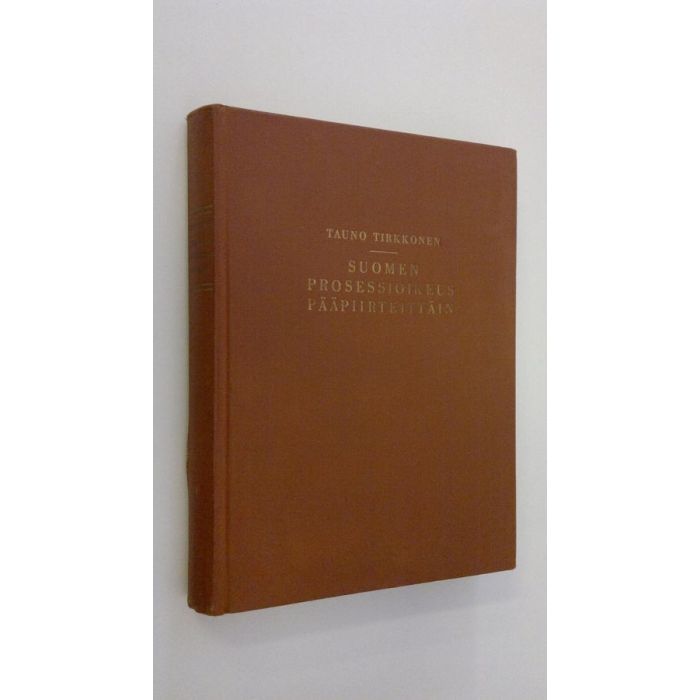 TAUNO TIRKKONEN
SUOMEN
PROSESSIOIKEUS
PÄÄPIIRTEITTÄIN